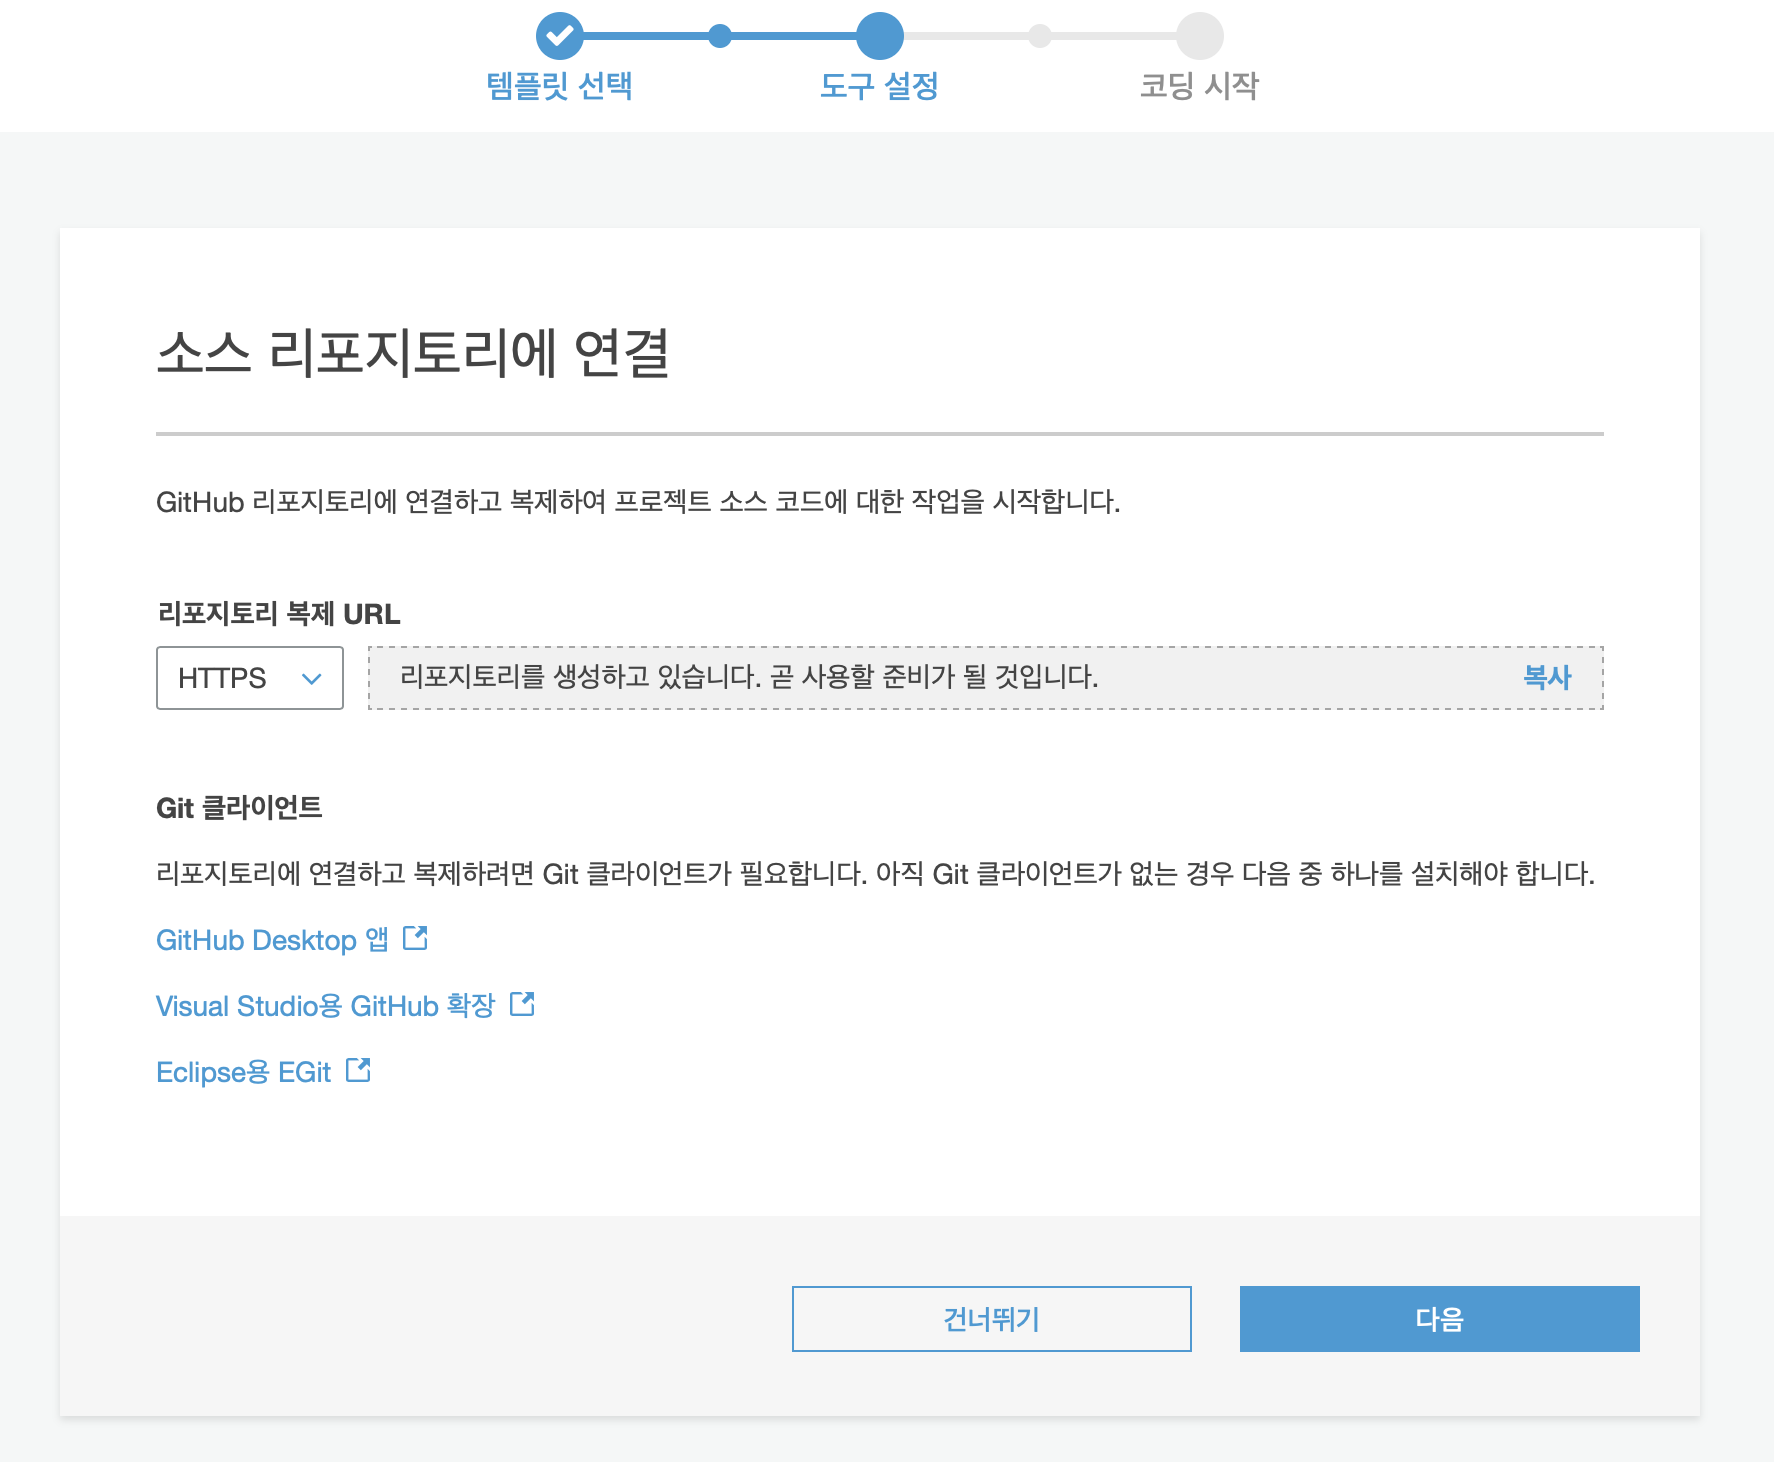 템플릿 선택
도구 설정
코딩 시작
소스 리포지토리에 연결
GitHub 리포지토리에 연결하고 복제하여 프로젝트 소스 코드에 대한 작업을 시작합니다.
리포지토리 복제 URL
HTTPS
리포지토리를 생성하고 있습니다. 곧 사용할 준비가 될 것입니다.
복사
Git 클라이언트
리포지토리에 연결하고 복제하려면 Git 클라이언트가 필요합니다. 아직 Git 클라이언트가 없는 경우 다음 중 하나를 설치해야 합니다.
GitHub Desktop 앱
Visual Studio용 GitHub 확장
Eclipse용 EGit
건너뛰기
다음